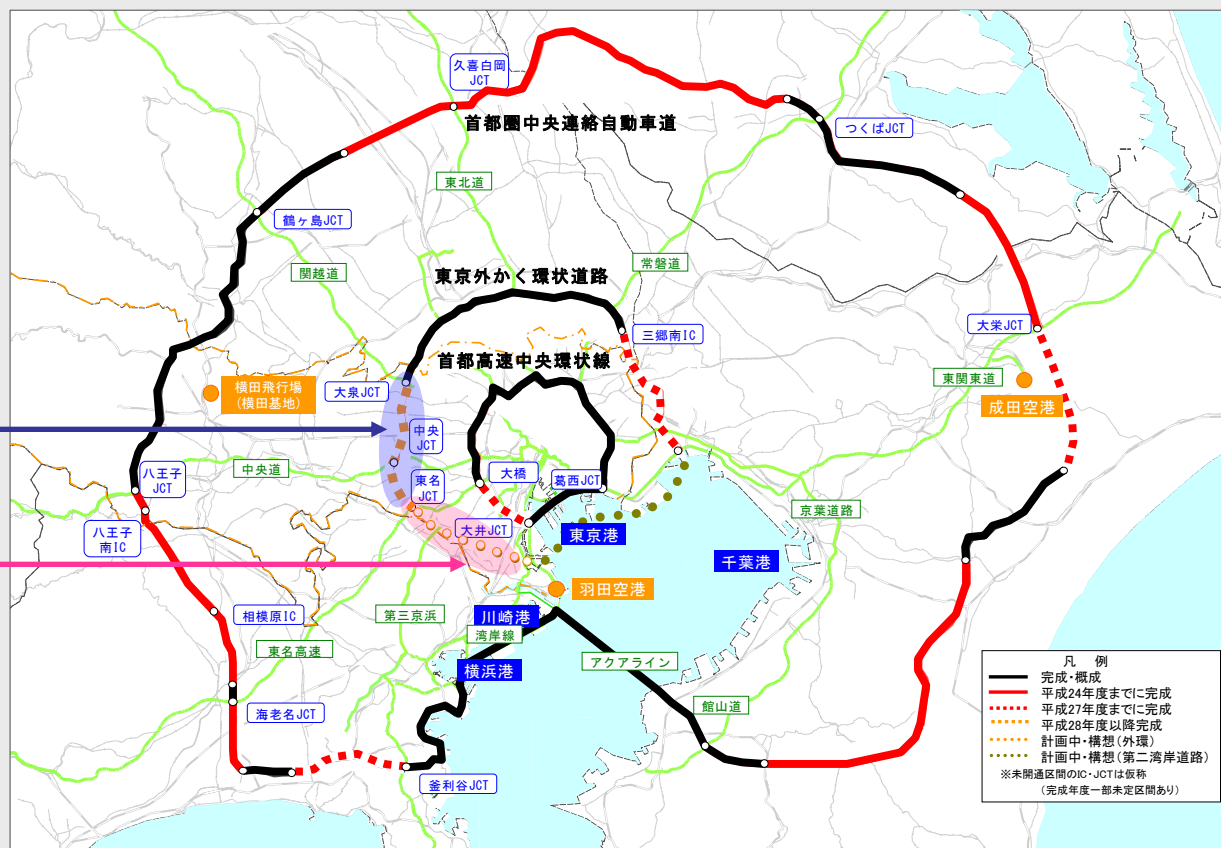 久喜白岡
JCT
首都圏中央連絡自動車道
つくばJCT
東北道
鶴ヶ島JCT
関越道
常磐道
東京外かく環状道路
三郷南IC
大栄JCT
首都高速中央環状線
東関東道
横田飛行場
(横田基地)
大泉JCT
成田空港
中央
JCT
中央道
八王子
JCT
大橋
葛西JCT
東名
JCT
京葉道路
八王子
南IC
大井JCT
東京港
千葉港
羽田空港
相模原IC
第三京浜
川崎港
湾岸線
東名高速
横浜港
アクアライン
海老名JCT
館山道
釜利谷JCT
凡 例
完成・概成
平成24年度までに完成
平成27年度までに完成
平成28年度以降完成
計画中・構想(外環)
計画中・構想(第二湾岸道路)
※未開通区間のIC・JCTは仮称
(完成年度一部未定区間あり)